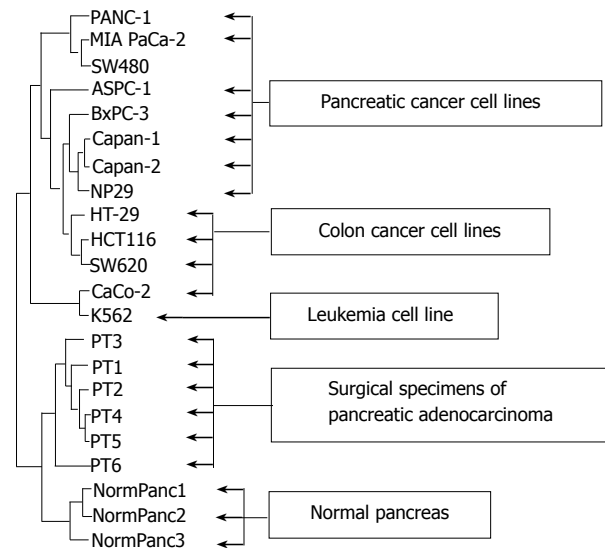 PANC-1
MIA PaCa-2
SW480
ASPC-1
BxPC-3
Capan-1
Capan-2
NP29
HT-29
HCT116
SW620
CaCo-2
K562
PT3
PT1
PT2
PT4
PT5
PT6
NormPanc1
NormPanc2
NormPanc3
Pancreatic cancer cell lines
Colon cancer cell lines
Leukemia cell line
Surgical specimens of
pancreatic adenocarcinoma
Normal pancreas